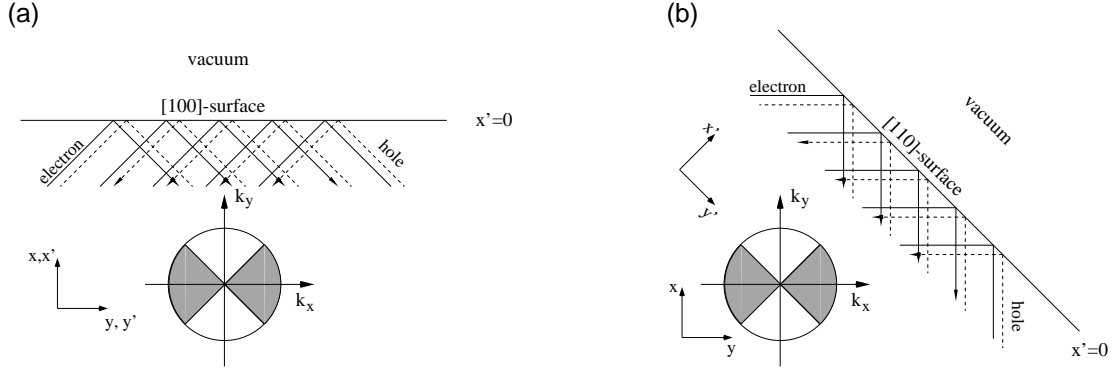 (a)
vacuum
[100]-surface
x'=0
electron
hole
k_y
k_x
x,x'
y, y'
(b)
electron
vacuum
[110]-surface
x'
y'
k_y
k_x
x
y
hole
x'=0